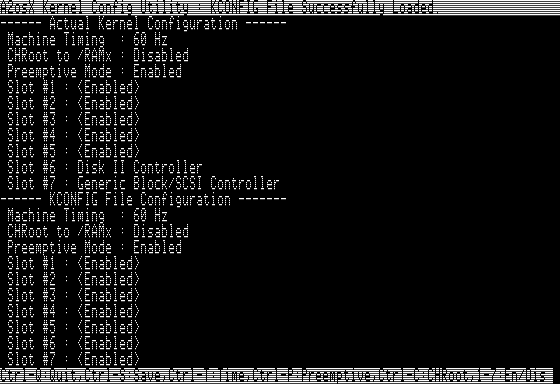 A2osX Kernel Config Utility : KCONFIG File Successfully Loaded.
------ Actual Kernel Configuration -------
Machine Timing  : 60 Hz
CHRoot to /RAMx : Disabled
Preemptive Mode : Enabled
Slot #1 : <Enabled>
Slot #2 : <Enabled>
Slot #3 : <Enabled>
Slot #4 : <Enabled>
Slot #5 : <Enabled>
Slot #6 : Disk II Controller
Slot #7 : Generic Block/SCSI Controller
------ KCONFIG File Configuration -------
Machine Timing  : 60 Hz
CHRoot to /RAMx : Disabled
Preemptive Mode : Enabled
Slot #1 : <Enabled>
Slot #2 : <Enabled>
Slot #3 : <Enabled>
Slot #4 : <Enabled>
Slot #5 : <Enabled>
Slot #6 : <Enabled>
Slot #7 : <Enabled>
Ctrl-Q Quit,Ctrl-S Save,Ctrl-T Time,Ctrl-P Preemptive,Ctrl-C CHRoot,1-7 En/Dis